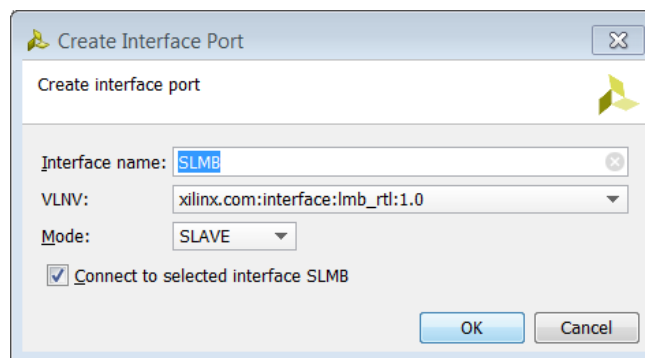 Create Interface Port
Create interface port
Interface name: SLMB
VLNV: xilinx.com:interface:lmb_rtl:1.0
Mode: SLAVE
Connect to selected interface SLMB
OK Cancel